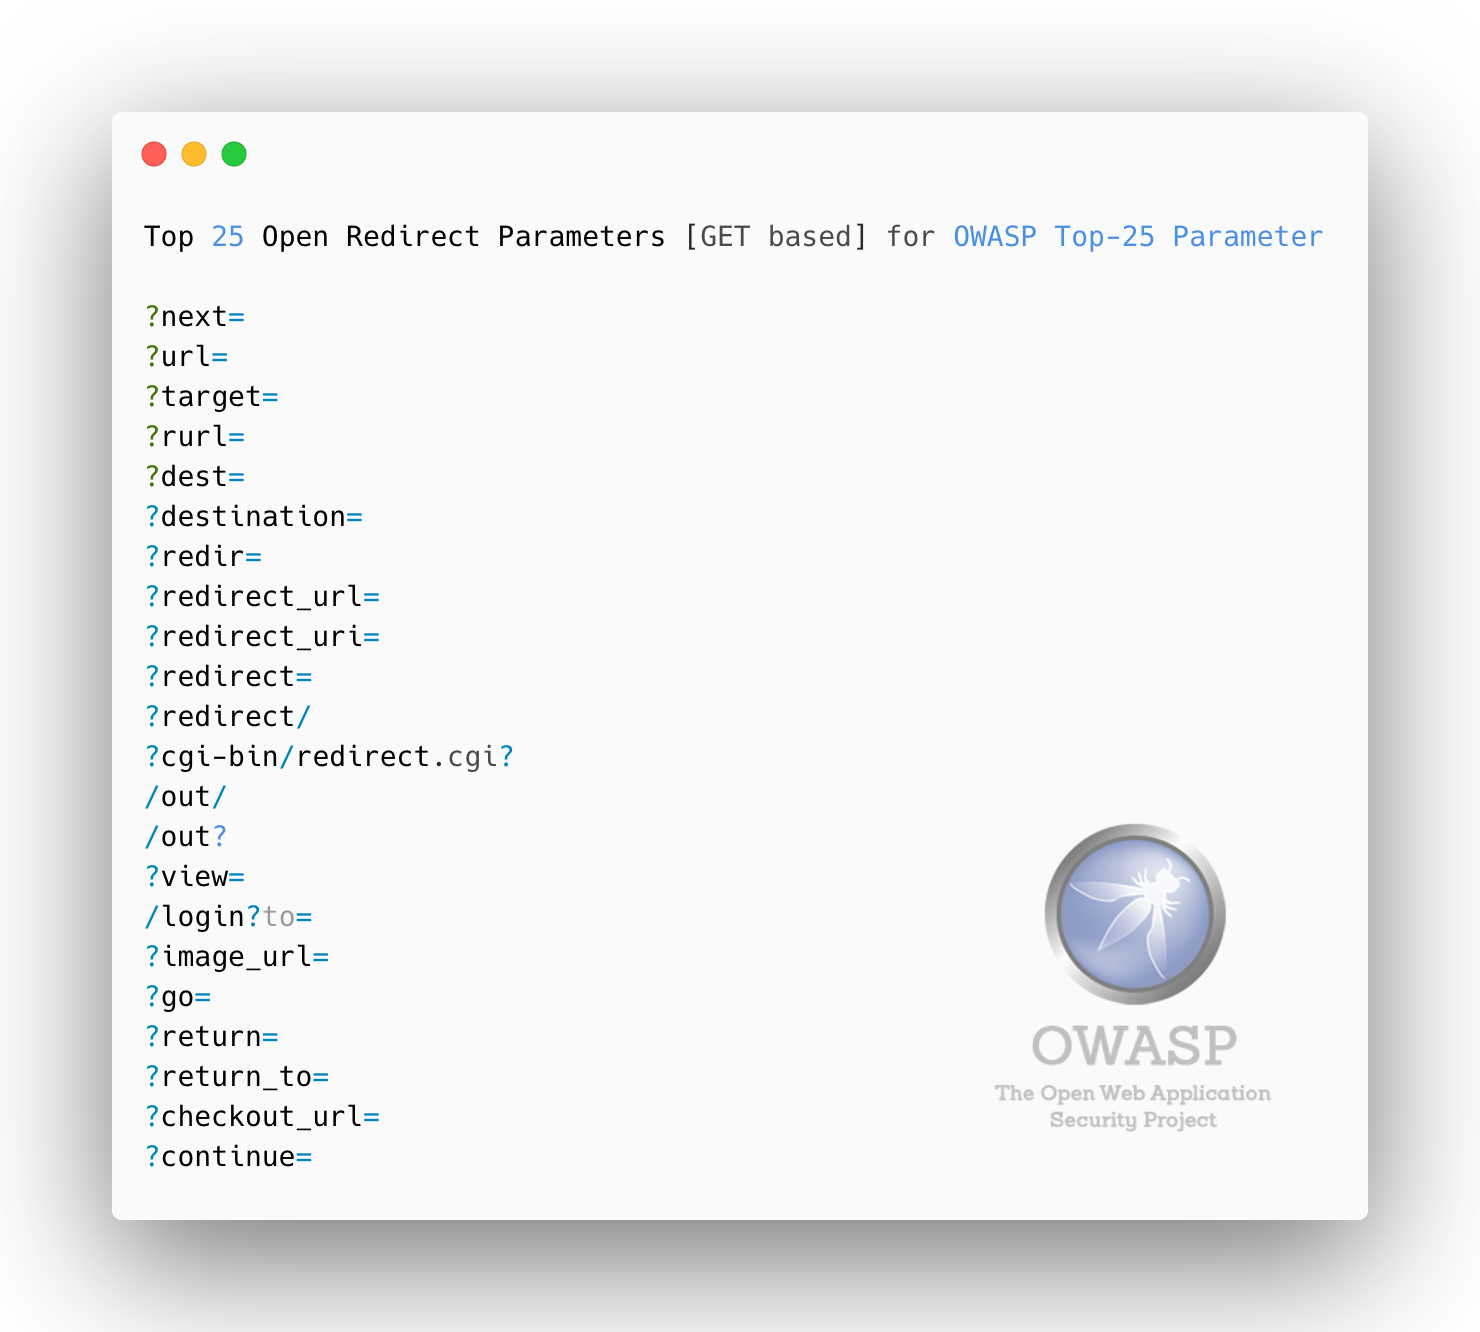 Top 25 Open Redirect Parameters [GET based] for OWASP Top-25 Parameter
?next=
?url=
?target=
?rurl=
?dest=
?destination=
?redir=
?redirect_url=
?redirect_uri=
?redirect=
?redirect/
?cgi-bin/redirect.cgi?
/out/
/out?
?view=
/login?to=
?image_url=
?go=
?return=
?return_to=
?checkout_url=
?continue=
OWASP
The Open Web Application
Security Project